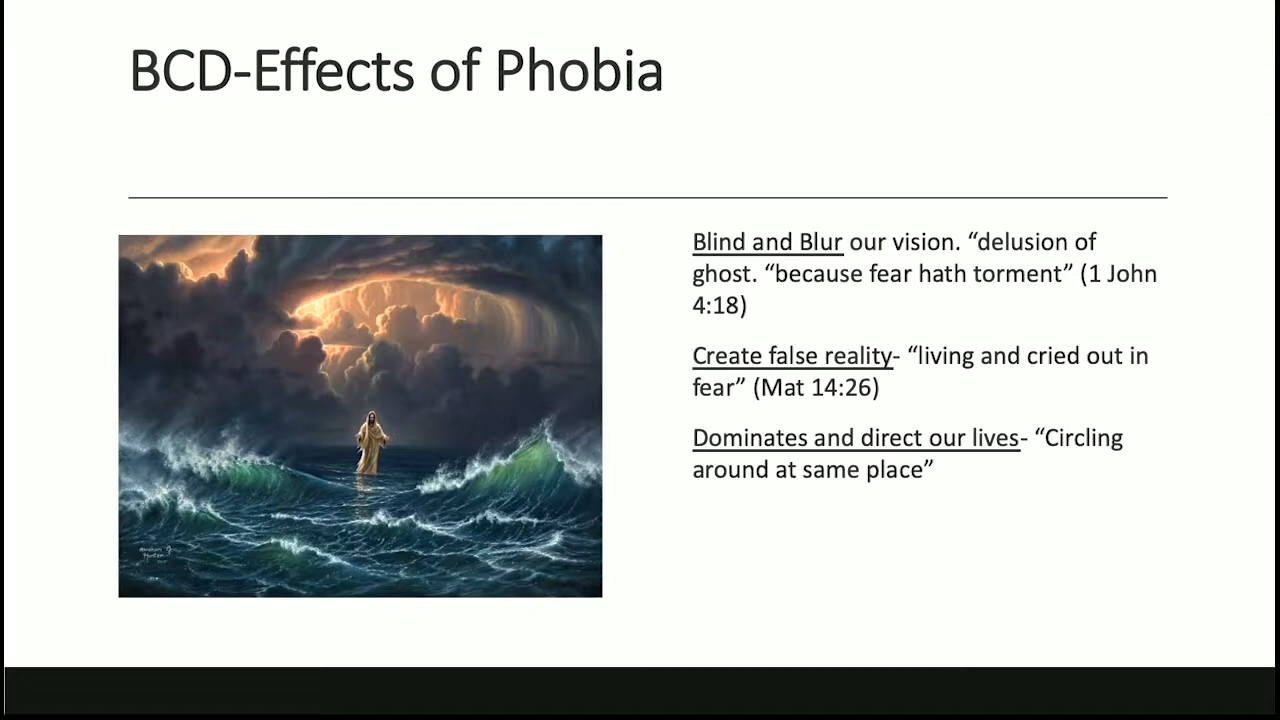 BCD-Effects of Phobia
Blind and Blur our vision. “delusion of
ghost. “because fear hath torment” (1 John
4:18)
Create false reality- “living and cried out in
fear” (Mat 14:26)
Dominates and direct our lives- “Circling
around at same place”